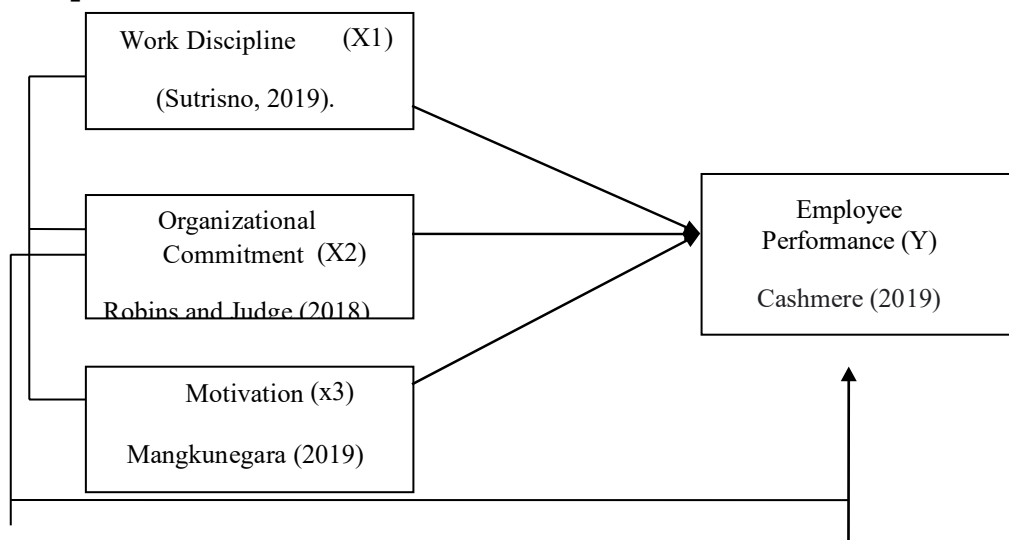 Work Discipline (X1)
(Sutrisno, 2019).
Organizational
Commitment (X2)
Robins and Judge (2018)
Motivation (x3)
Mangkunegara (2019)
Employee
Performance (Y)
Cashmere (2019)